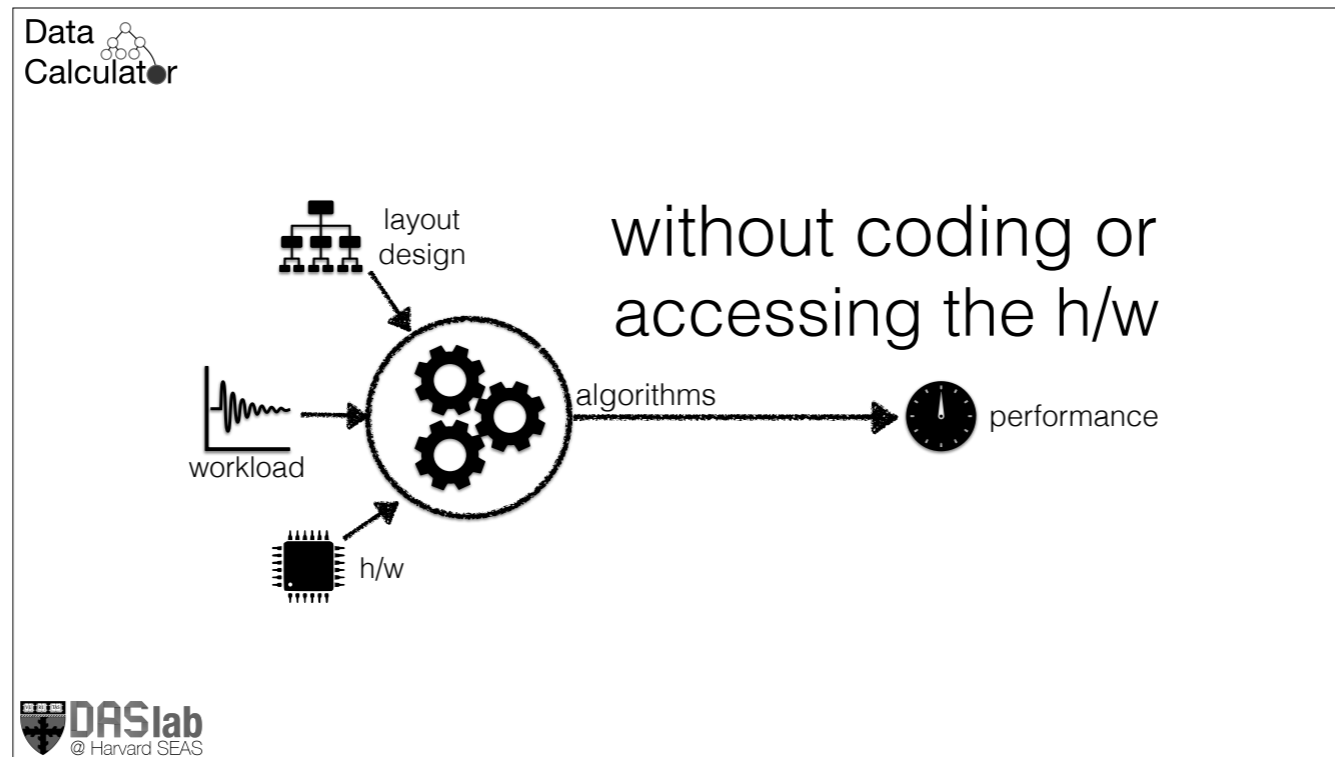 Data
Calculator
layout
design
without coding or
accessing the h/w
algorithms
performance
workload
h/w
DASlab
@ Harvard SEAS